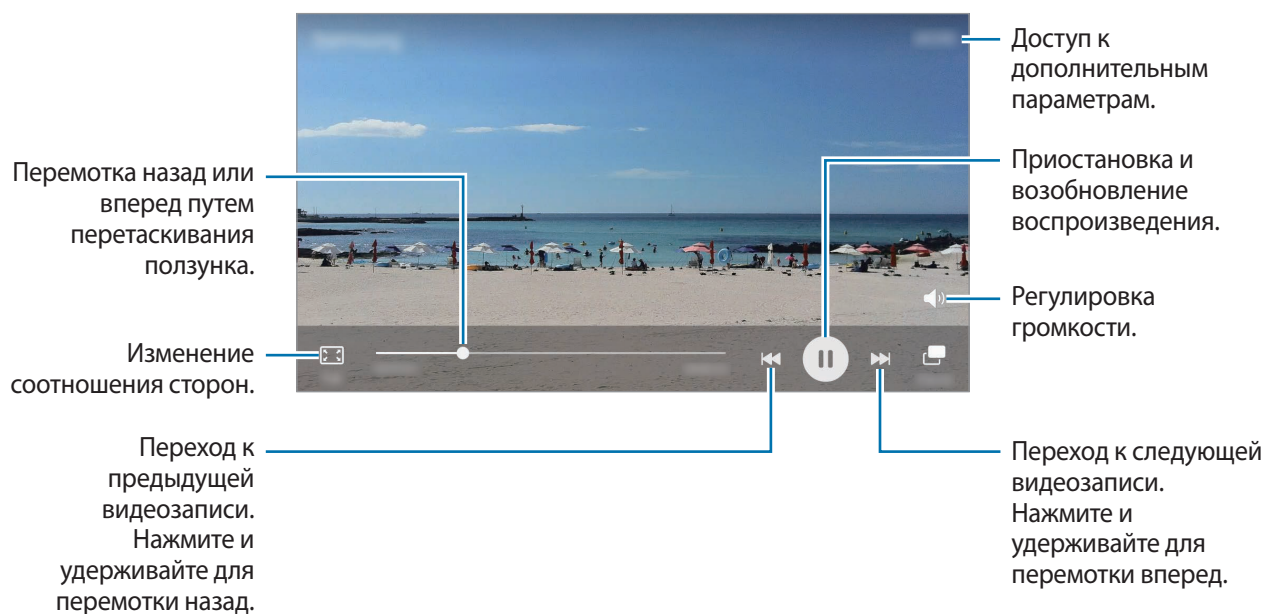 Доступ к
дополнительным
параметрам.
Перемотка назад или
вперед путем
перетаскивания
ползунка.
Приостановка и
возобновление
воспроизведения.
Регулировка
громкости.
Изменение
соотношения сторон.
Переход к
предыдущей
видеозаписи.
Нажмите и
удерживайте для
перемотки назад.
Переход к следующей
видеозаписи.
Нажмите и
удерживайте для
перемотки вперед.